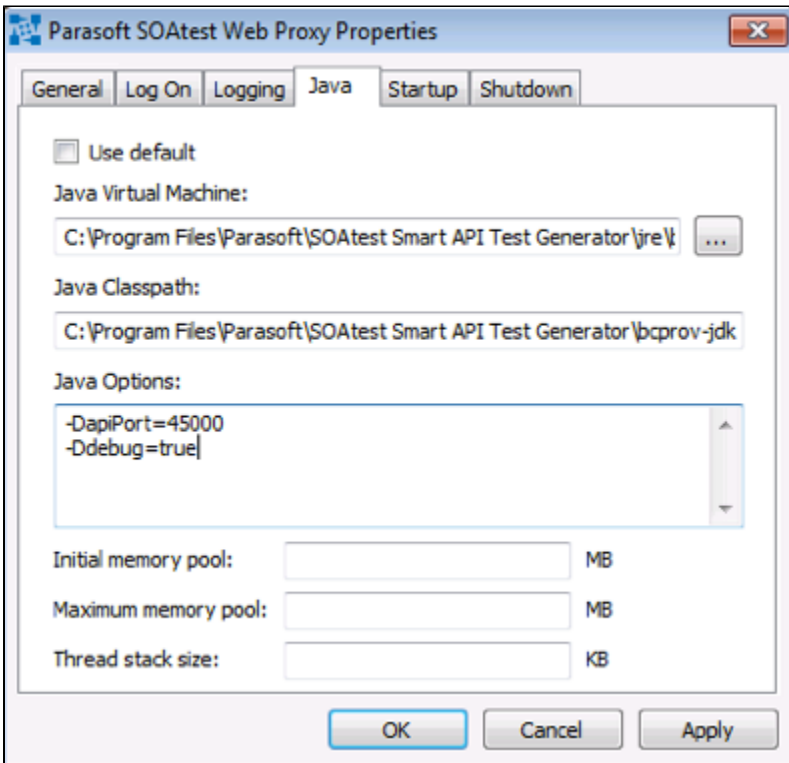 Parasoft SOAtest Web Proxy Properties
General Log On Logging Java Startup Shutdown
Use default
Java Virtual Machine:
C:\Program Files\Parasoft\SOAtest Smart API Test Generator\jre\
...
Java Classpath:
C:\Program Files\Parasoft\SOAtest Smart API Test Generator\bcprov-jdk
Java Options:
-DapiPort=45000
-Ddebug=true
Initial memory pool: MB
Maximum memory pool: MB
Thread stack size: KB
OK Cancel Apply